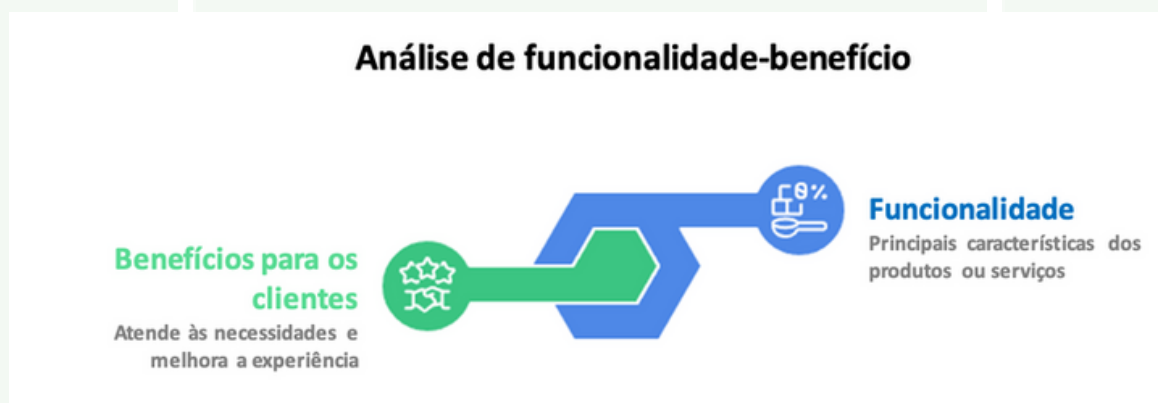 Análise de funcionalidade-benefício
Benefícios para os
clientes
Atende às necessidades e
melhora a experiência
0%
Funcionalidade
Principais características dos
produtos ou serviços